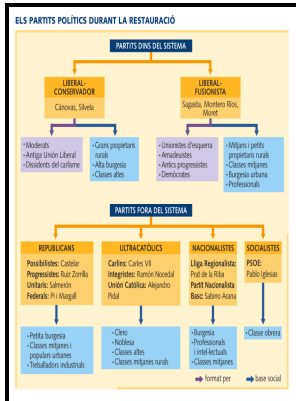 ELS PARTITS POLÍTICS DURANT LA RESTAURACIÓ
PARTITS DINS DEL SISTEMA
LIBERAL-
CONSERVADOR
Cánovas, Silvela
LIBERAL-
FUSIONISTA
Sagasta, Montero Ríos,
Moret
• Moderats
• Antiga Unión Liberal
• Dissidents del carlisme
• Grans propietaris
rurals
• Alta burgesia
• Classes altes
• Unionistes d'esquerra
• Amadeuistes
• Antics progressistes
• Demòcrates
• Mitjans i petits
propietaris rurals
• Classes mitjanes
• Burgesia urbana
• Professionals
PARTITS FORA DEL SISTEMA
REPUBLICANS
Possibilistes: Castelar
Progressistes: Ruiz Zorrilla
Unitaris: Salmerón
Federals: Pi i Margall
ULTRACATÒLICS
Carlins: Carles VII
Integristes: Ramón Nocedal
Unión Católica: Alejandro
Pidal
NACIONALISTES
Lliga Regionalista:
Prat de la Riba
Partit Nacionalista
Basc: Sabino Arana
SOCIALISTES
PSOE:
Pablo Iglesias
• Petita burgesia
• Classes mitjanes i
populars urbanes
• Treballadors industrials
• Clero
• Noblesa
• Classes altes
• Classes mitjanes rurals
• Burgesia
• Professionals
i intel·lectuals
• Classes mitjanes
• Classe obrera
format per
base social